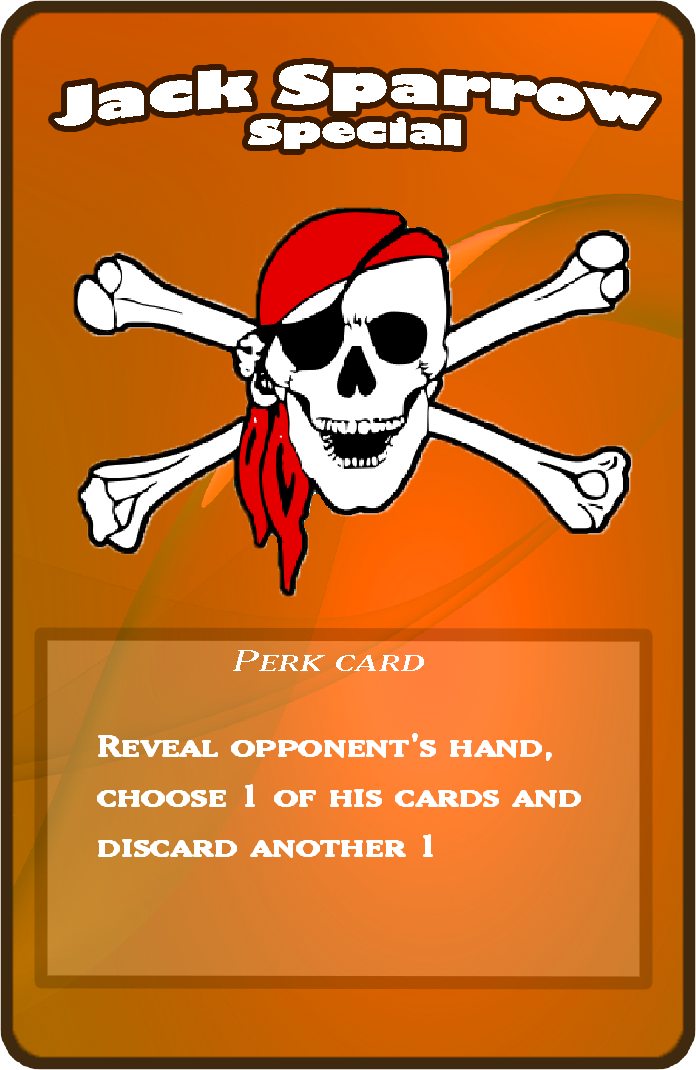 Jack Sparrow
Special
Perk card
Reveal opponent's hand,
choose 1 of his cards and
discard another 1